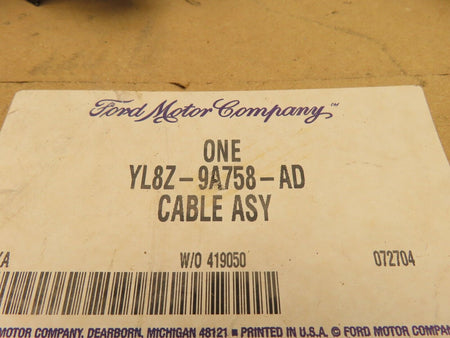 Ford Motor Company™
ONE
YL8Z-9A758-AD
CABLE ASY
W/O 419050 072704
MOTOR COMPANY, DEARBORN, MICHIGAN 48121 ■ PRINTED IN U.S.A. © FORD MOTOR COMPAN